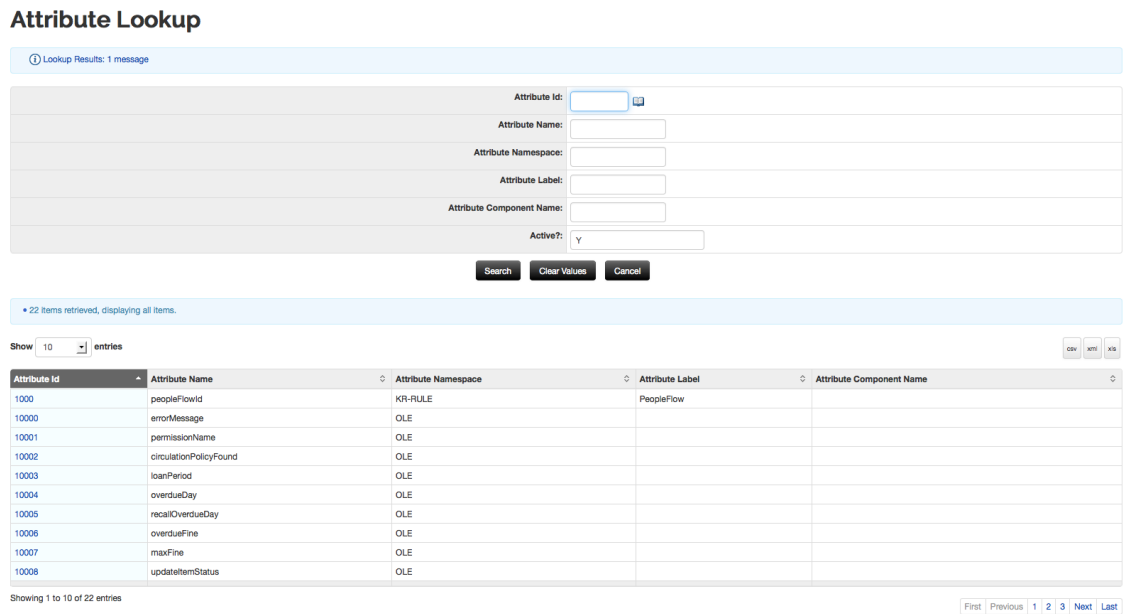 Attribute Lookup
Lookup Results: 1 message
Attribute Id:
Attribute Name:
Attribute Namespace:
Attribute Label:
Attribute Component Name:
Active?: Y
Search Clear Values Cancel
22 items retrieved, displaying all items.
Show 10 entries csv xml xls
Attribute Id Attribute Name Attribute Namespace Attribute Label Attribute Component Name
1000 peopleFlowId KR-RULE PeopleFlow
10000 errorMessage OLE
10001 permissionName OLE
10002 circulationPolicyFound OLE
10003 loanPeriod OLE
10004 overdueDay OLE
10005 recallOverdueDay OLE
10006 overdueFine OLE
10007 maxFine OLE
10008 updateItemStatus OLE
Showing 1 to 10 of 22 entries
First Previous 1 2 3 Next Last